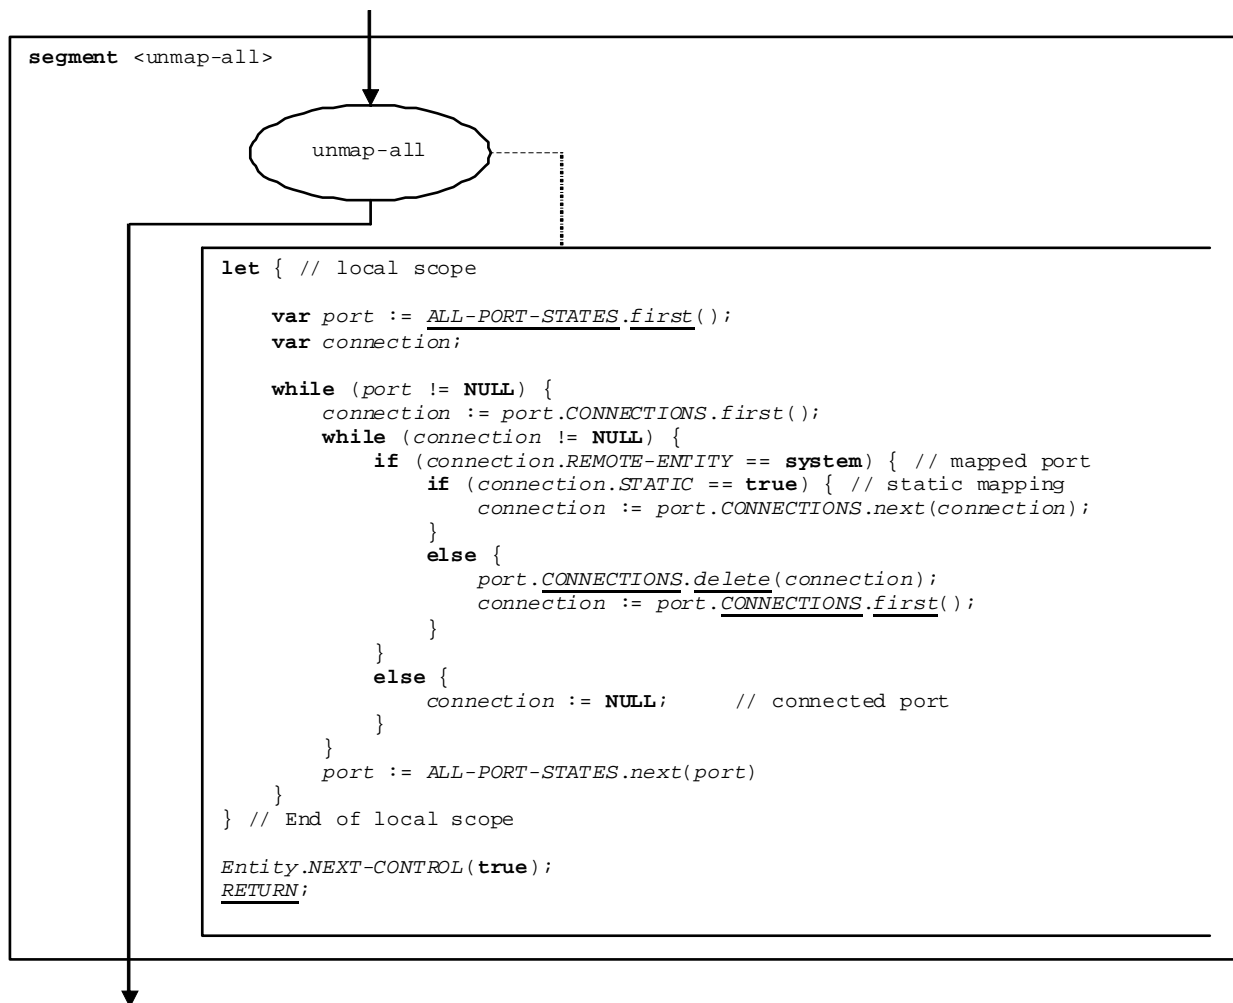 segment <unmap-all>
unmap-all
let { // local scope
var port := ALL-PORT-STATES.first();
var connection;
while (port != NULL) {
connection := port.CONNECTIONS.first();
while (connection != NULL) {
if (connection.REMOTE-ENTITY == system) { // mapped port
if (connection.STATIC == true) { // static mapping
connection := port.CONNECTIONS.next(connection);
}
else {
port.CONNECTIONS.delete(connection);
connection := port.CONNECTIONS.first();
}
}
else {
connection := NULL; // connected port
}
}
port := ALL-PORT-STATES.next(port)
}
} // End of local scope
Entity.NEXT-CONTROL(true);
RETURN;